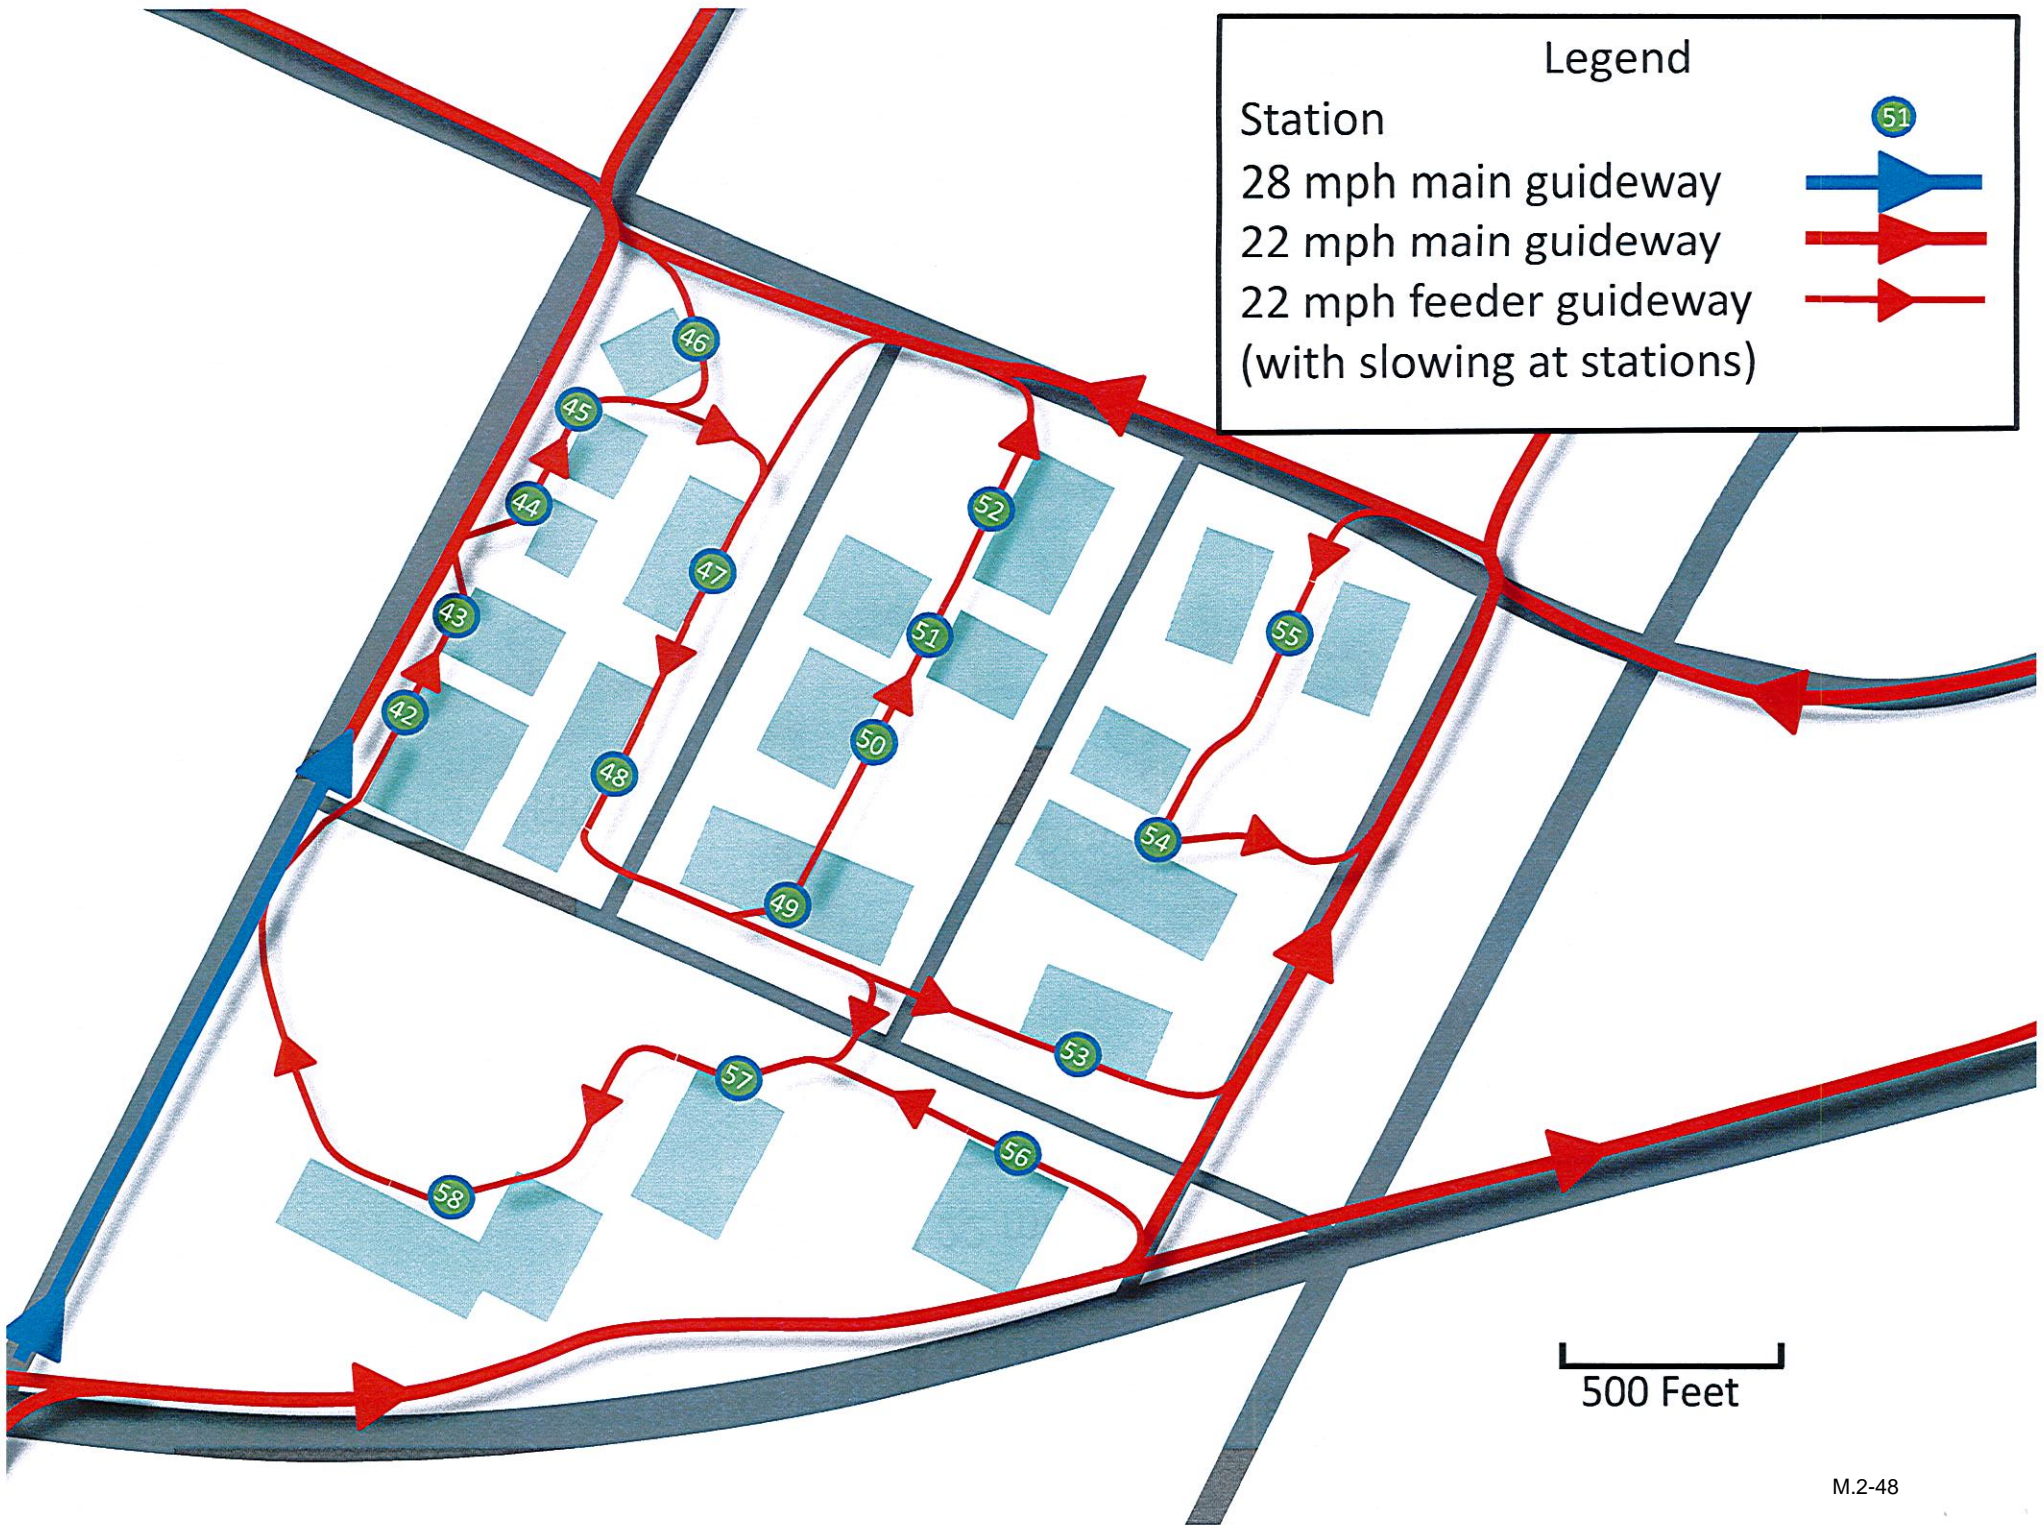 Legend
Station 51
28 mph main guideway
22 mph main guideway
22 mph feeder guideway
(with slowing at stations)
46
45
44
52
47
43
51
55
42
50
48
54
49
53
57
56
58
500 Feet
M.2-48